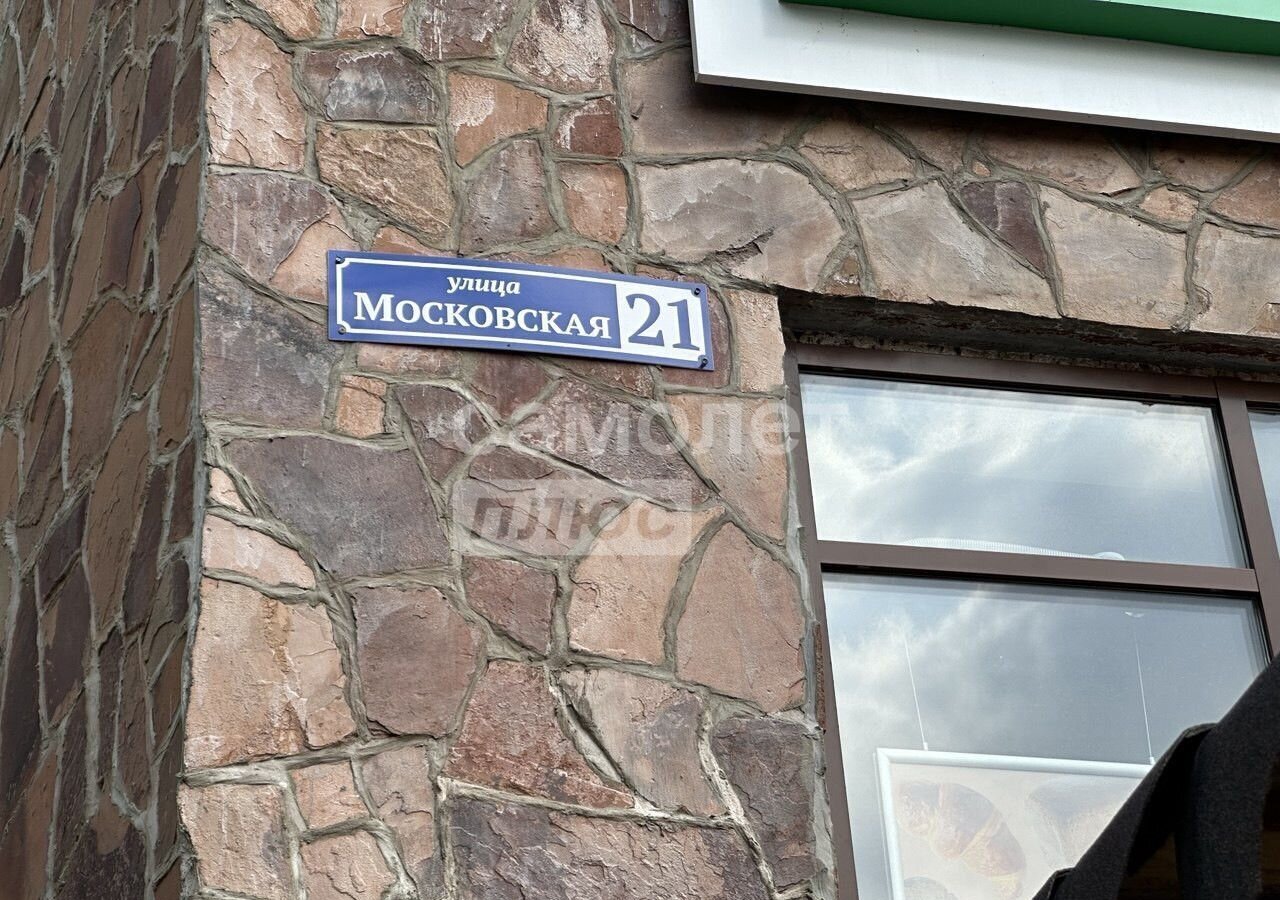 улица
Московская 21
самолет
плюс